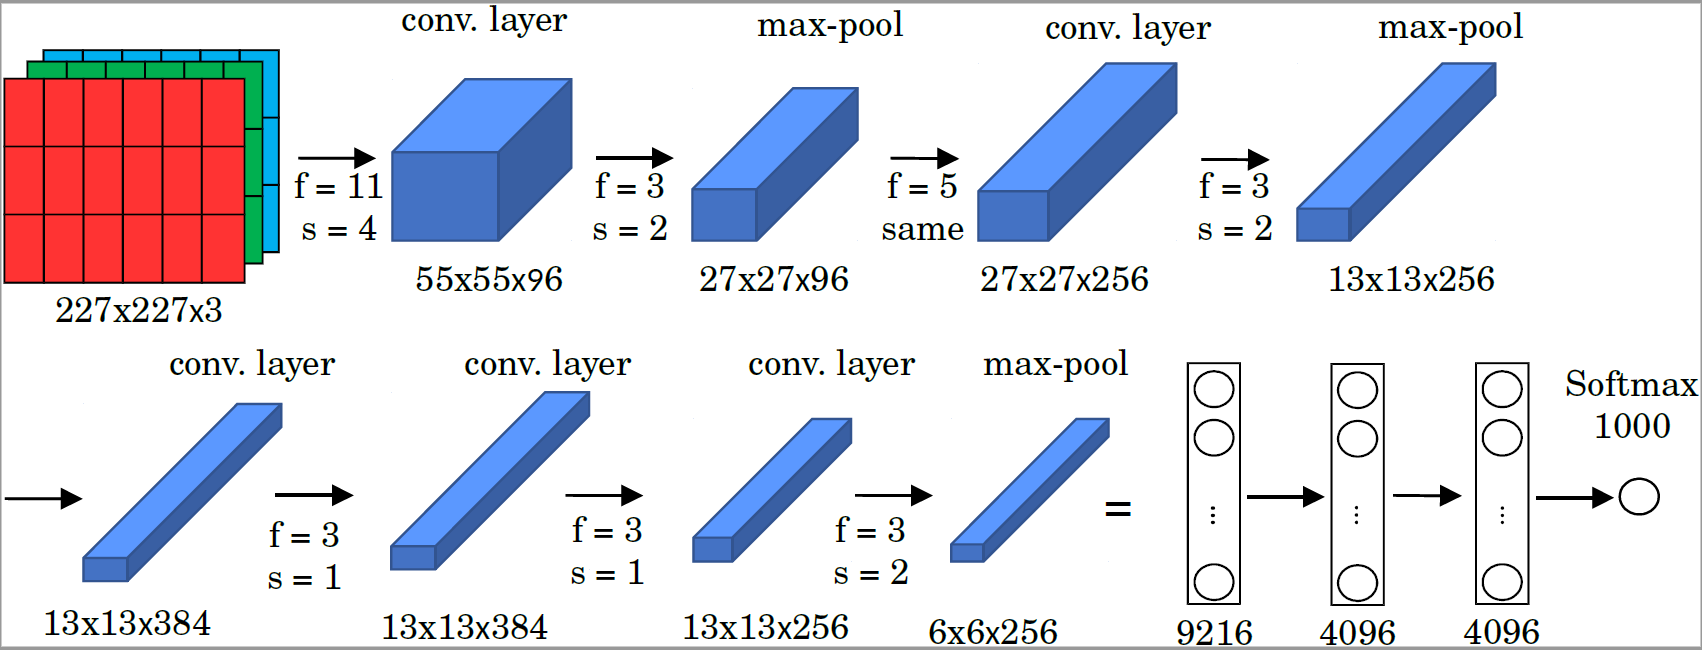 conv. layer
max-pool
conv. layer
max-pool
f = 11
s = 4
f = 3
s = 2
f = 5
same
f = 3
s = 2
227x227x3
55x55x96
27x27x96
27x27x256
13x13x256
conv. layer
conv. layer
conv. layer
max-pool
Softmax
1000
f = 3
s = 1
f = 3
s = 1
f = 3
s = 2
=
...
...
...
13x13x384
13x13x384
13x13x256
6x6x256
9216
4096
4096